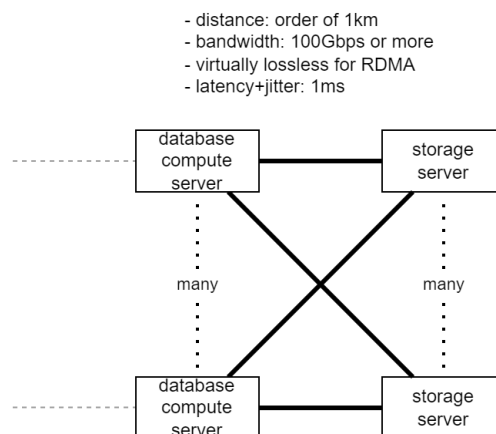 - distance: order of 1km
- bandwidth: 100Gbps or more
- virtually lossless for RDMA
- latency+jitter: 1ms
database
compute
server
storage
server
many
many
database
compute
server
storage
server